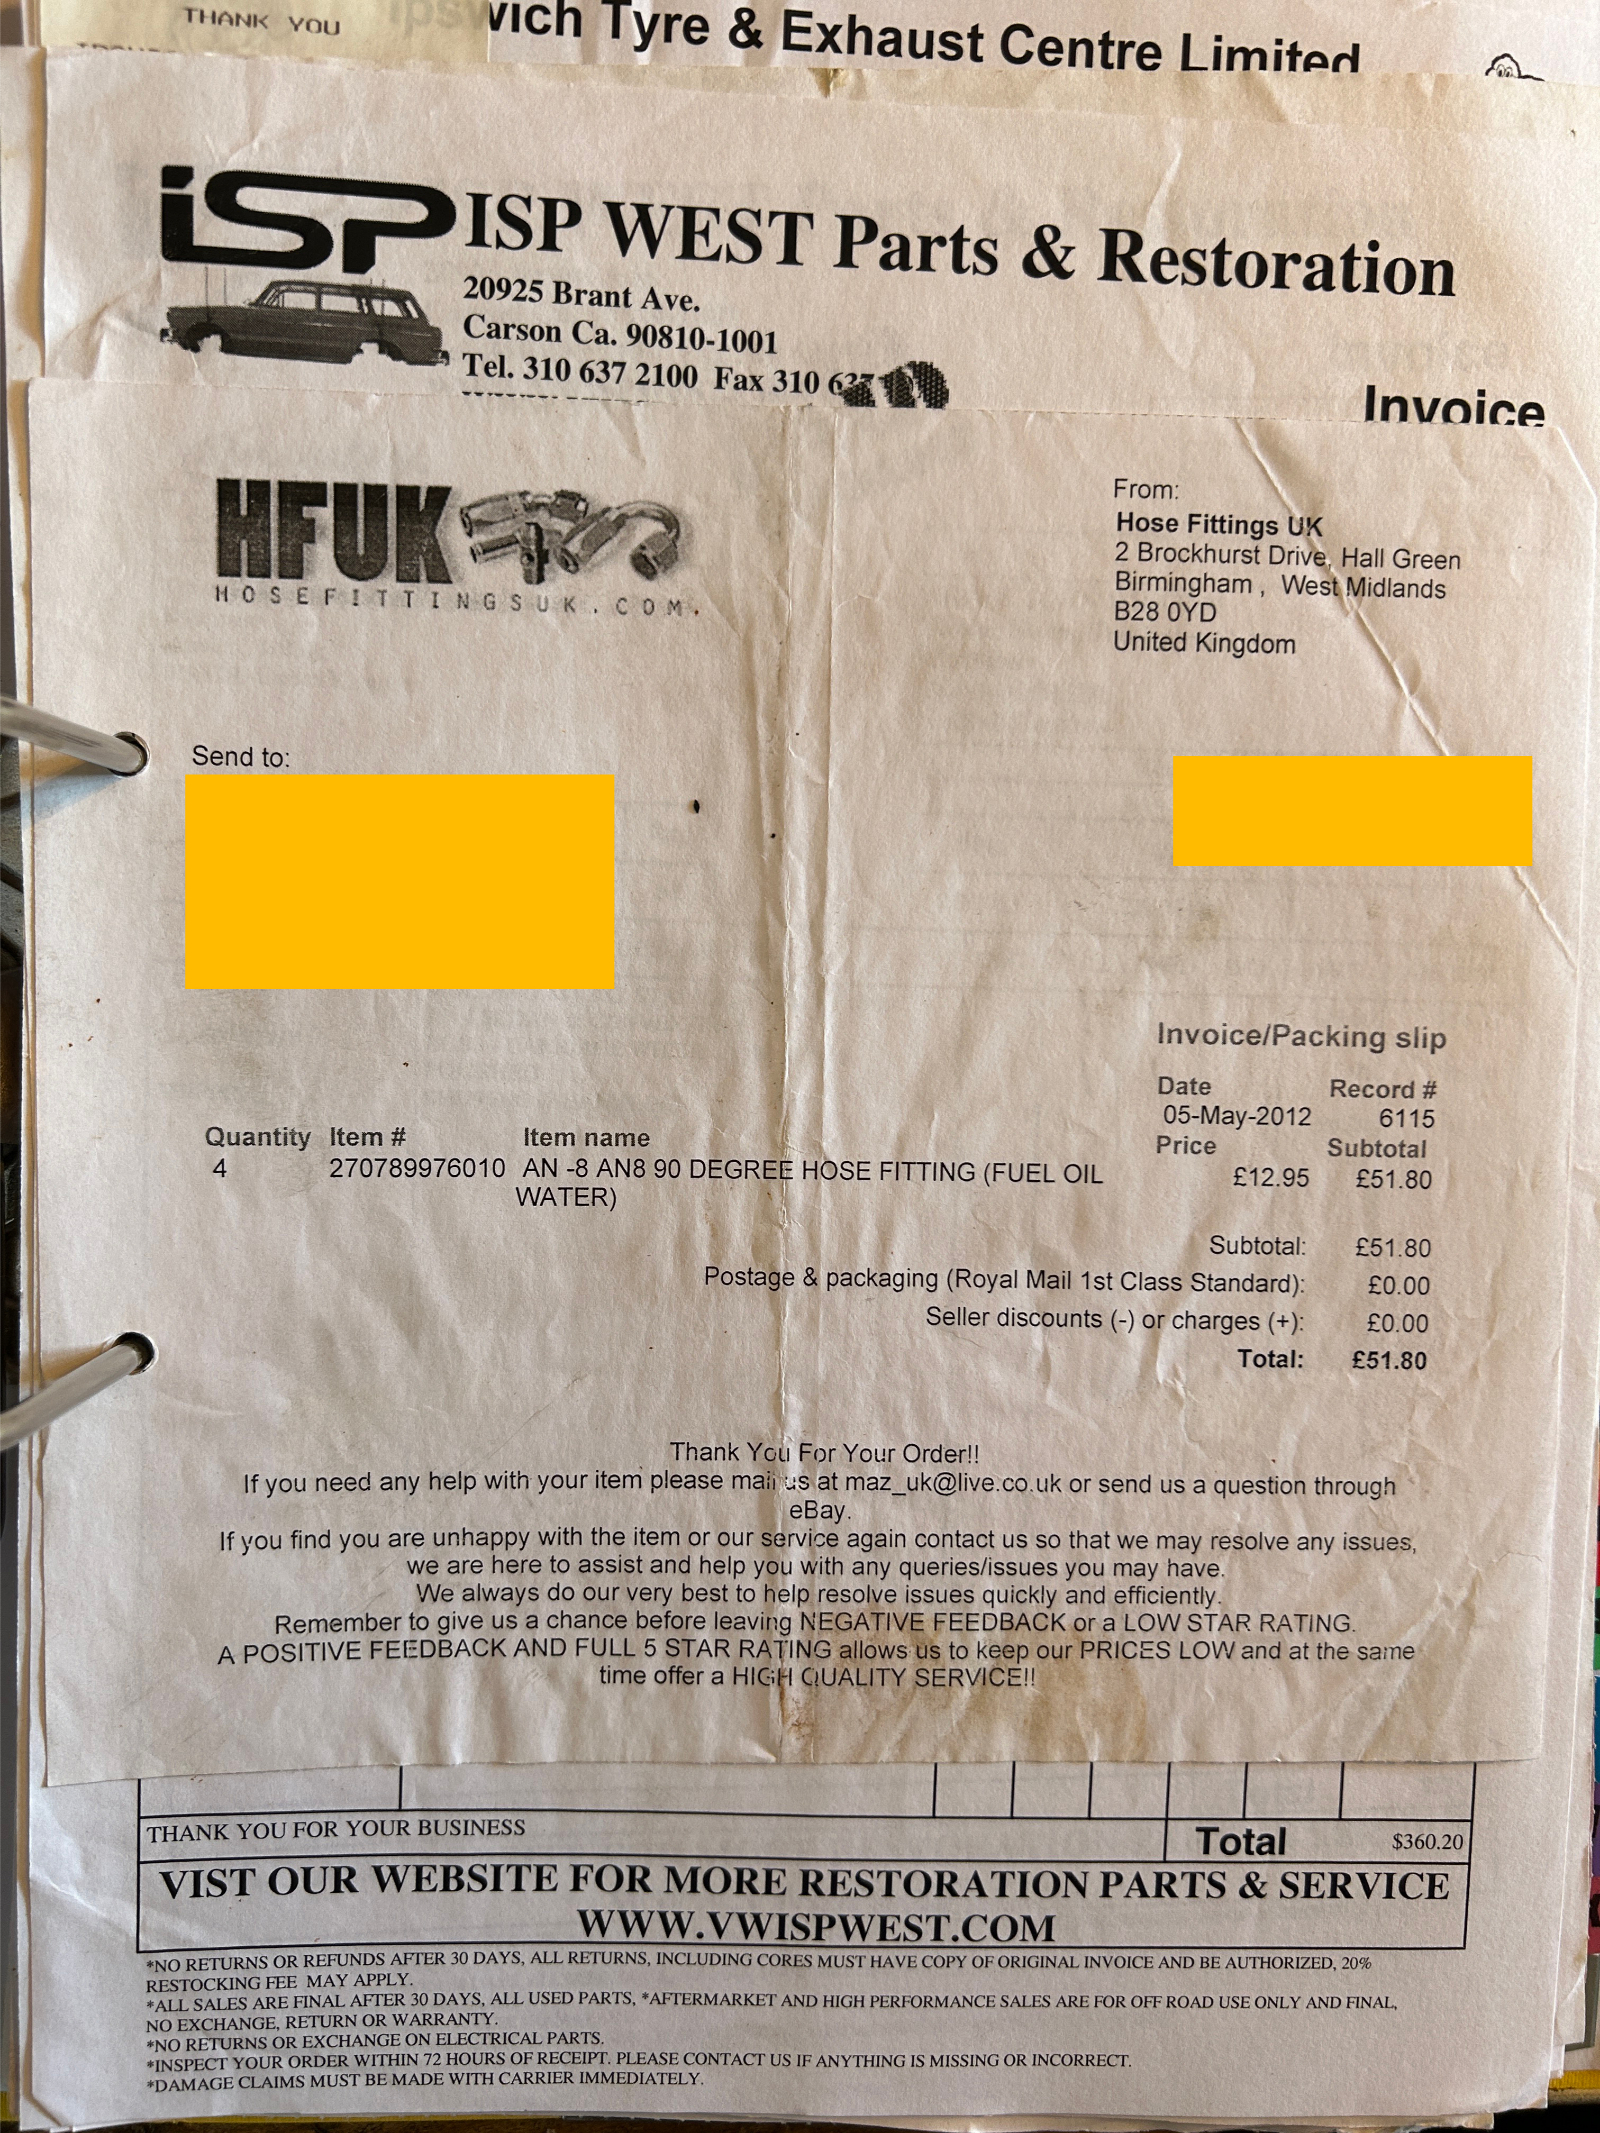 THANK YOU
wich Tyre & Exhaust Centre Limited
iSP
ISP WEST Parts & Restoration
20925 Brant Ave.
Carson Ca. 90810-1001
Tel. 310 637 2100 Fax 310 637
Invoice
HFUK
HOSEFITTINGSUK.COM.
From:
Hose Fittings UK
2 Brockhurst Drive, Hall Green
Birmingham , West Midlands
B28 0YD
United Kingdom
Send to:
Invoice/Packing slip
Date Record #
05-May-2012 6115
Quantity Item # Item name Price Subtotal
4 270789976010 AN -8 AN8 90 DEGREE HOSE FITTING (FUEL OIL £12.95 £51.80
WATER)
Subtotal: £51.80
Postage & packaging (Royal Mail 1st Class Standard): £0.00
Seller discounts (-) or charges (+): £0.00
Total: £51.80
Thank You For Your Order!!
If you need any help with your item please mail us at maz_uk@live.co.uk or send us a question through
eBay.
If you find you are unhappy with the item or our service again contact us so that we may resolve any issues,
we are here to assist and help you with any queries/issues you may have.
We always do our very best to help resolve issues quickly and efficiently.
Remember to give us a chance before leaving NEGATIVE FEEDBACK or a LOW STAR RATING.
A POSITIVE FEEDBACK AND FULL 5 STAR RATING allows us to keep our PRICES LOW and at the same
time offer a HIGH QUALITY SERVICE!!
THANK YOU FOR YOUR BUSINESS Total $360.20
VIST OUR WEBSITE FOR MORE RESTORATION PARTS & SERVICE
WWW.VWISPWEST.COM
*NO RETURNS OR REFUNDS AFTER 30 DAYS, ALL RETURNS, INCLUDING CORES MUST HAVE COPY OF ORIGINAL INVOICE AND BE AUTHORIZED, 20%
RESTOCKING FEE MAY APPLY.
*ALL SALES ARE FINAL AFTER 30 DAYS, ALL USED PARTS, *AFTERMARKET AND HIGH PERFORMANCE SALES ARE FOR OFF ROAD USE ONLY AND FINAL,
NO EXCHANGE, RETURN OR WARRANTY.
*NO RETURNS OR EXCHANGE ON ELECTRICAL PARTS.
*INSPECT YOUR ORDER WITHIN 72 HOURS OF RECEIPT. PLEASE CONTACT US IF ANYTHING IS MISSING OR INCORRECT.
*DAMAGE CLAIMS MUST BE MADE WITH CARRIER IMMEDIATELY.